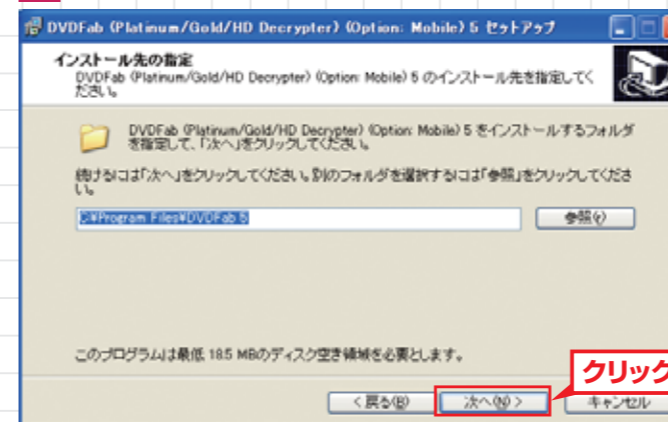 DVDFab (Platinum/Gold/HD Decrypter) (Option: Mobile) 5 セットアップ
インストール先の指定
DVDFab (Platinum/Gold/HD Decrypter) (Option: Mobile) 5 のインストール先を指定してく
ださい。
DVDFab (Platinum/Gold/HD Decrypter) (Option: Mobile) 5 をインストールするフォルダ
を指定して、「次へ」をクリックしてください。
続けるには「次へ」をクリックしてください。別のフォルダを選択するには「参照」をクリックしてくださ
い。
C:¥Program Files¥DVDFab 5
参照(r)
このプログラムは最低 18.5 MBのディスク空き領域を必要とします。
クリック
< 戻る(B)
次へ(N) >
キャンセル